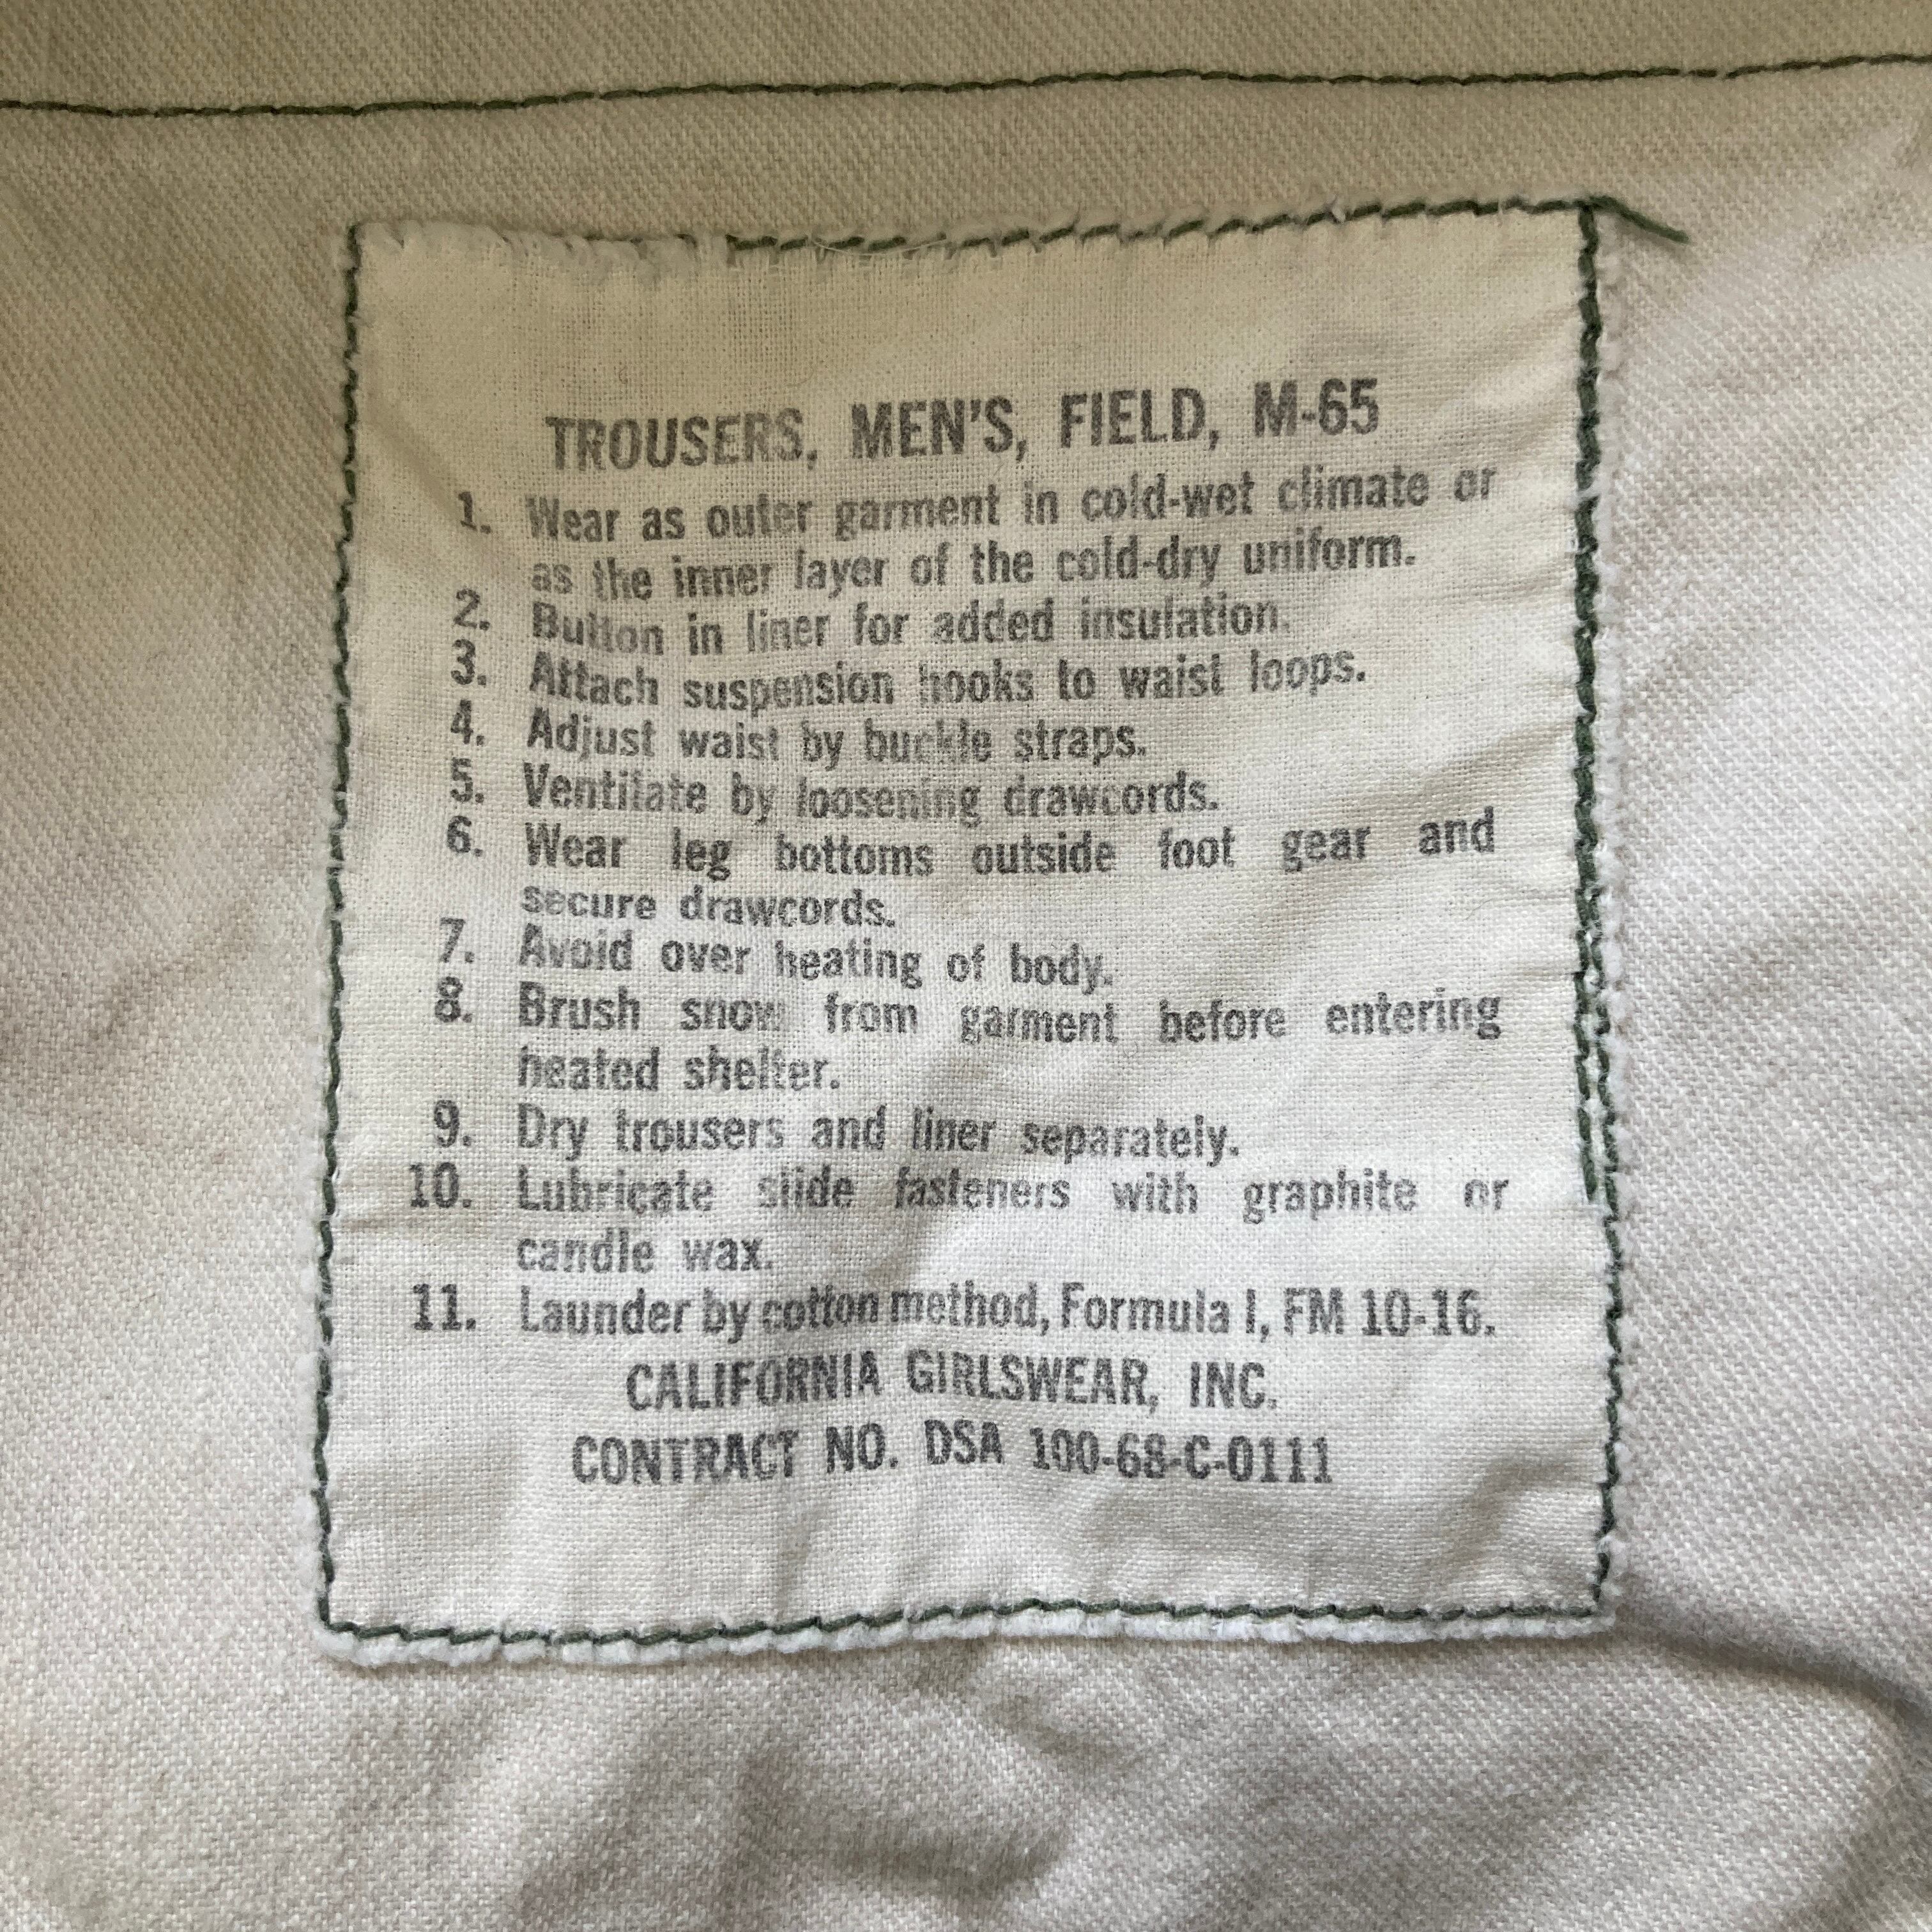 TROUSERS, MEN'S, FIELD, M-65
1. Wear as outer garment in cold-wet climate or
as the inner layer of the cold-dry uniform.
2. Button in liner for added insulation.
3. Attach suspension hooks to waist loops.
4. Adjust waist by buckle straps.
5. Ventilate by loosening drawcords.
6. Wear leg bottoms outside foot gear and
secure drawcords.
7. Avoid over heating of body.
8. Brush snow from garment before entering
heated shelter.
9. Dry trousers and liner separately.
10. Lubricate slide fasteners with graphite or
candle wax.
11. Launder by cotton method, Formula I, FM 10-16.
CALIFORNIA GIRLSWEAR, INC.
CONTRACT NO. DSA 100-68-C-0111